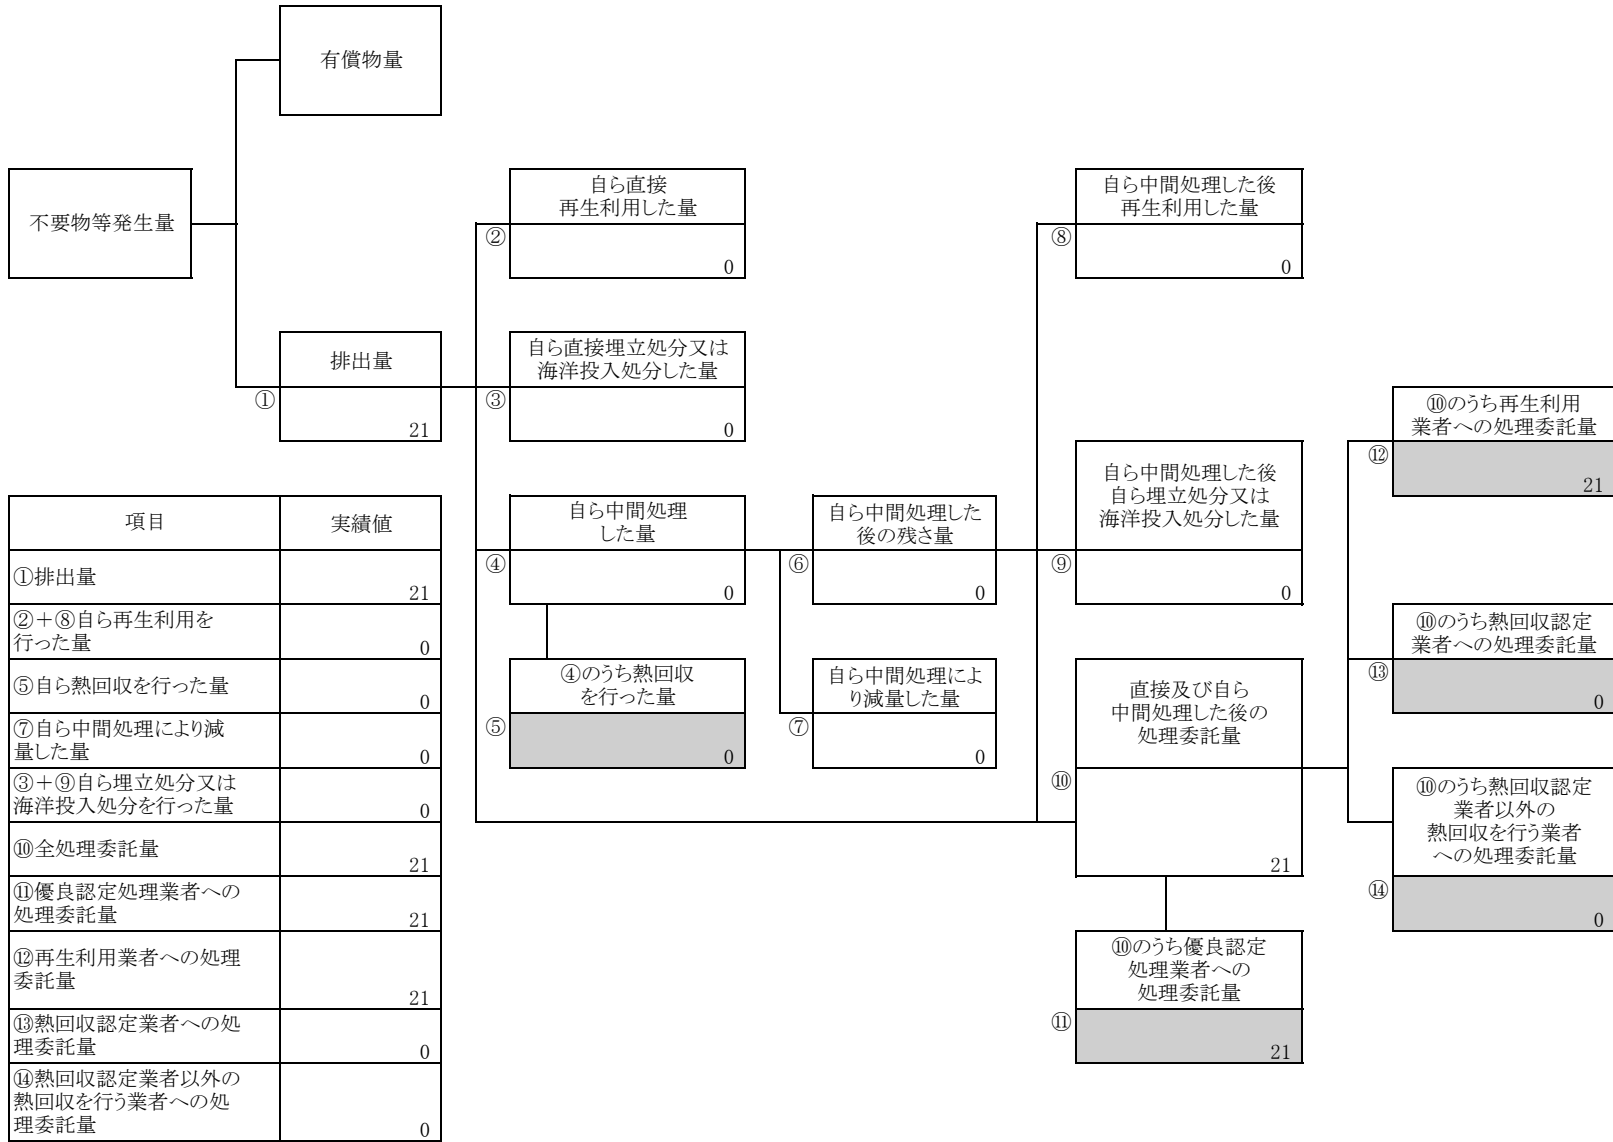 有償物量
不要物等発生量
自ら直接
再生利用した量
②
0
自ら中間処理した後
再生利用した量
⑧
0
排出量
①
21
自ら直接埋立処分又は
海洋投入処分した量
③
0
⑩のうち再生利用
業者への処理委託量
⑫
21
自ら中間処理
した量
④
0
自ら中間処理した
後の残さ量
⑥
0
自ら中間処理した後
自ら埋立処分又は
海洋投入処分した量
⑨
0
⑩のうち熱回収認定
業者への処理委託量
⑬
0
④のうち熱回収
を行った量
⑤
0
自ら中間処理によ
り減量した量
⑦
0
直接及び自ら
中間処理した後の
処理委託量
⑩
21
⑩のうち熱回収認定
業者以外の
熱回収を行う業者
への処理委託量
⑭
0
⑩のうち優良認定
処理業者への
処理委託量
⑪
21
項目 実績値
①排出量
21
②＋⑧自ら再生利用を
行った量
0
⑤自ら熱回収を行った量
0
⑦自ら中間処理により減
量した量
0
③＋⑨自ら埋立処分又は
海洋投入処分を行った量
0
⑩全処理委託量
21
⑪優良認定処理業者への
処理委託量
21
⑫再生利用業者への処理
委託量
21
⑬熱回収認定業者への処
理委託量
0
⑭熱回収認定業者以外の
熱回収を行う業者への処
理委託量
0